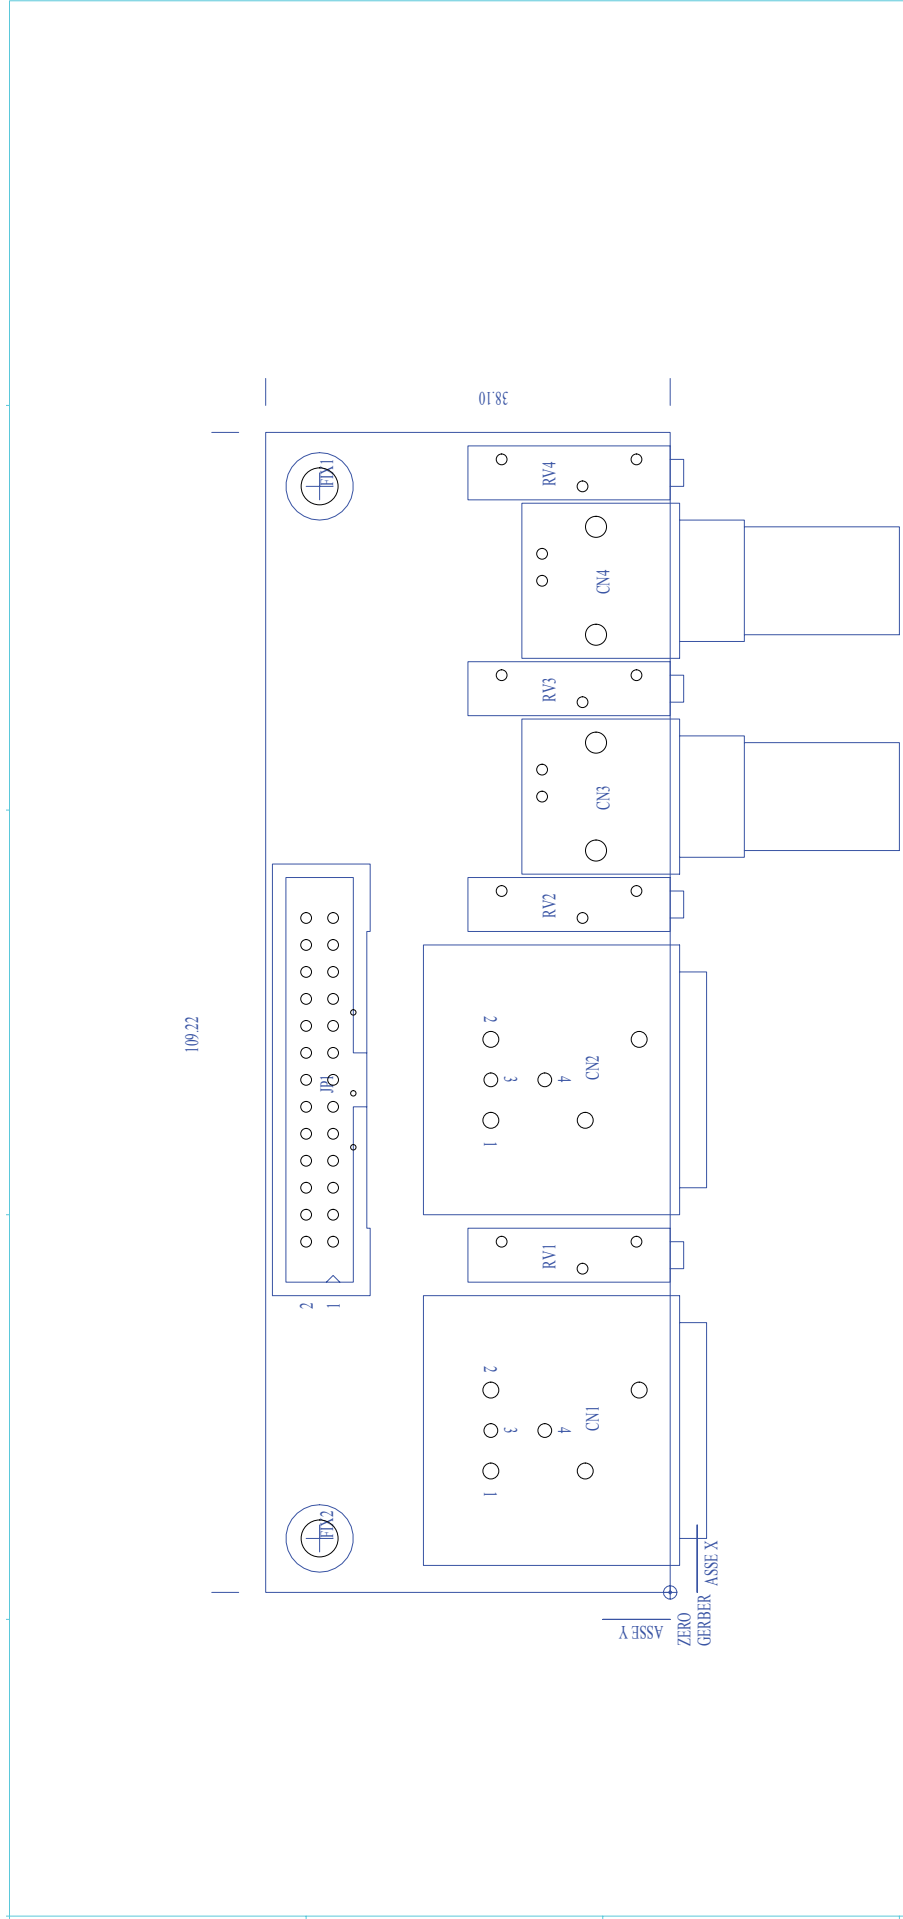 38.10
FIX1
RV4
CN4
RV3
CN3
RV2
109.22
JP1
2
3
4
1
CN2
RV1
2
1
2
3
4
1
CN1
FIX2
ASSE X
ASSE Y
ZERO
GERBER